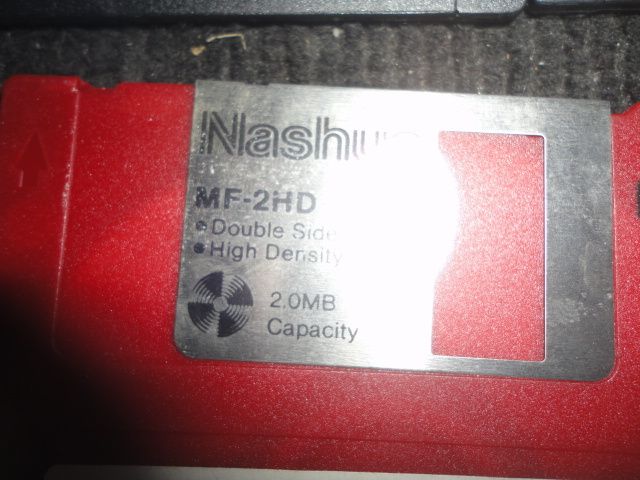 Nashu
MF-2HD
• Double Side
• High Density
2.0MB
Capacity